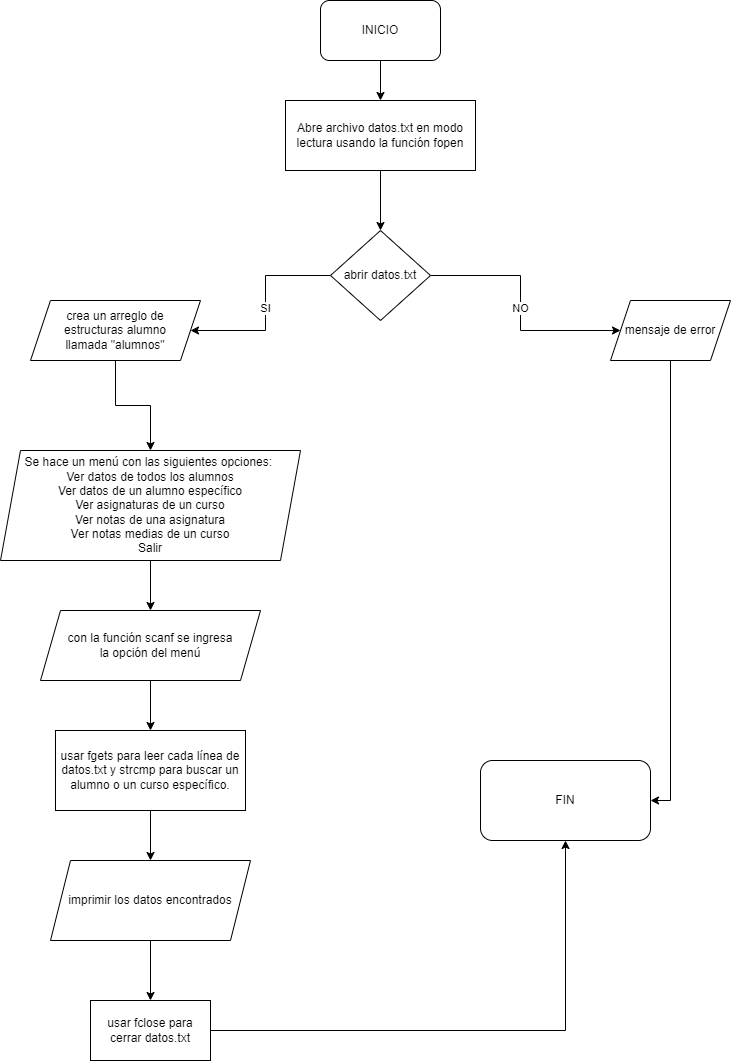 INICIO
Abre archivo datos.txt en modo
lectura usando la función fopen
abrir datos.txt
SI
NO
crea un arreglo de
estructuras alumno
llamada "alumnos"
mensaje de error
Se hace un menú con las siguientes opciones:
Ver datos de todos los alumnos
Ver datos de un alumno específico
Ver asignaturas de un curso
Ver notas de una asignatura
Ver notas medias de un curso
Salir
con la función scanf se ingresa
la opción del menú
usar fgets para leer cada línea de
datos.txt y strcmp para buscar un
alumno o un curso específico.
FIN
imprimir los datos encontrados
usar fclose para
cerrar datos.txt